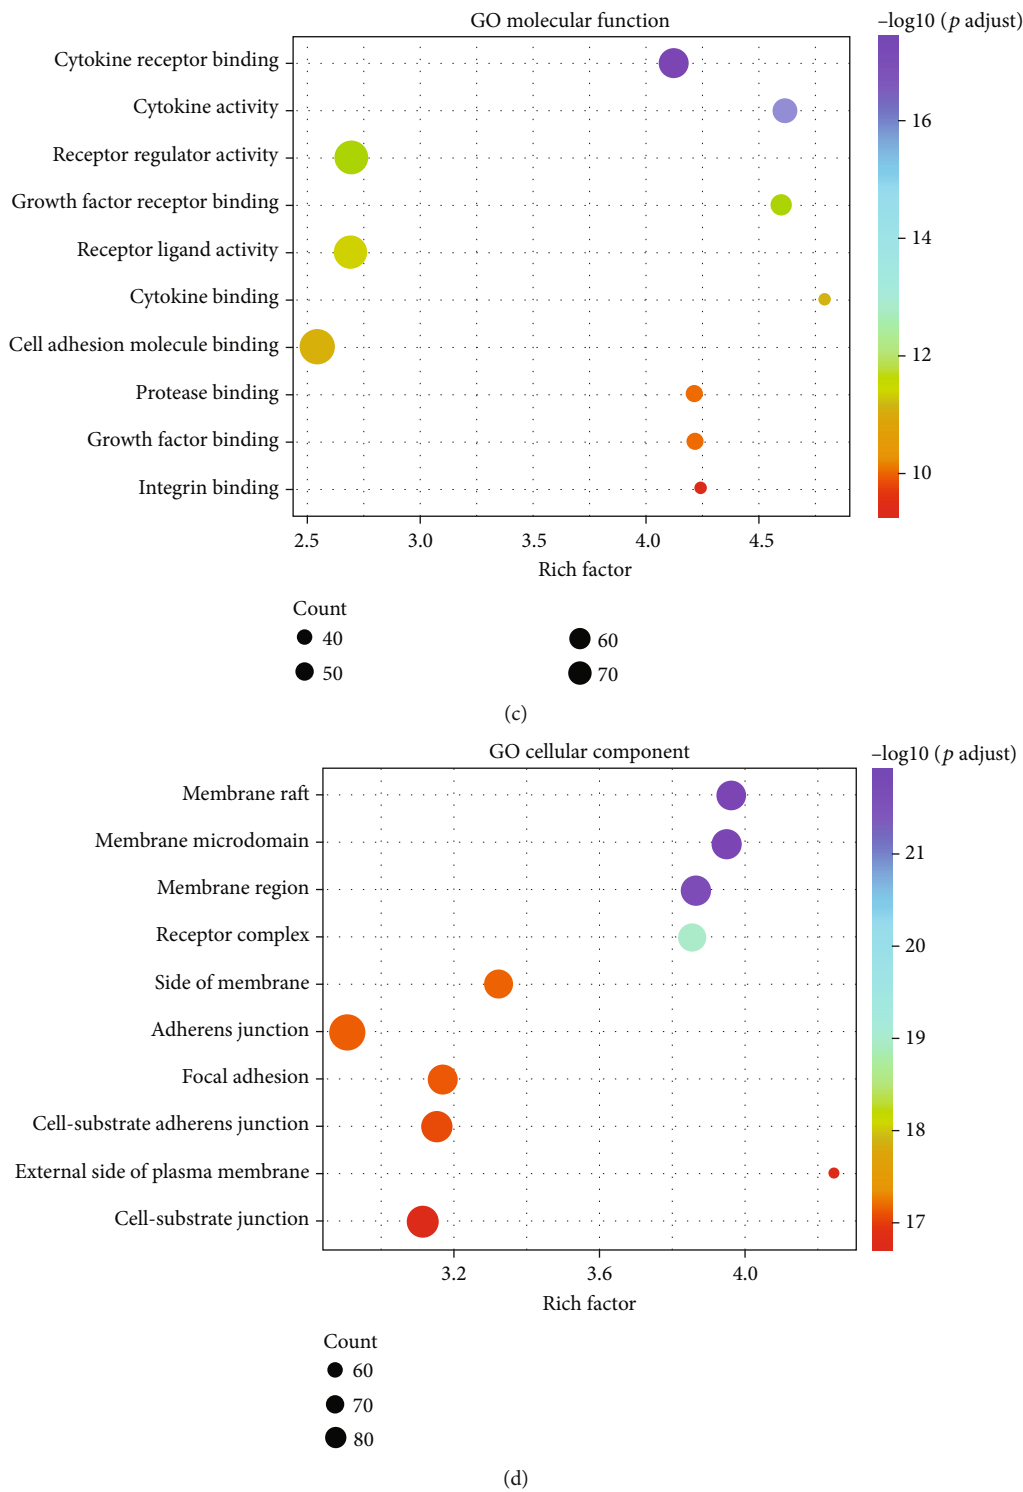 GO molecular function
–log10 (p adjust)
Cytokine receptor binding
Cytokine activity
Receptor regulator activity
Growth factor receptor binding
Receptor ligand activity
Cytokine binding
Cell adhesion molecule binding
Protease binding
Growth factor binding
Integrin binding
16
14
12
10
2.5 3.0 3.5 4.0 4.5
Rich factor
Count
40 60
50 70
(c)
GO cellular component
–log10 (p adjust)
Membrane raft
Membrane microdomain
Membrane region
Receptor complex
Side of membrane
Adherens junction
Focal adhesion
Cell-substrate adherens junction
External side of plasma membrane
Cell-substrate junction
21
20
19
18
17
3.2 3.6 4.0
Rich factor
Count
60
70
80
(d)